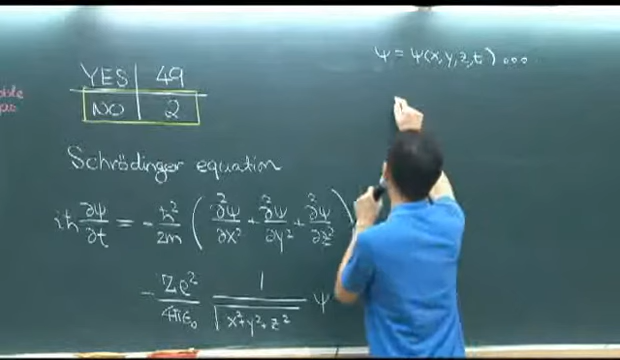 YES 49
NO 2
Schrödinger equation
iħ ∂ψ/∂t = -ħ²/2m ( ∂²ψ/∂x² + ∂²ψ/∂y² + ∂²ψ/∂z² )
- Ze²/4πε₀ 1/√(x²+y²+z²) ψ
ψ = ψ(x,y,z,t) ...